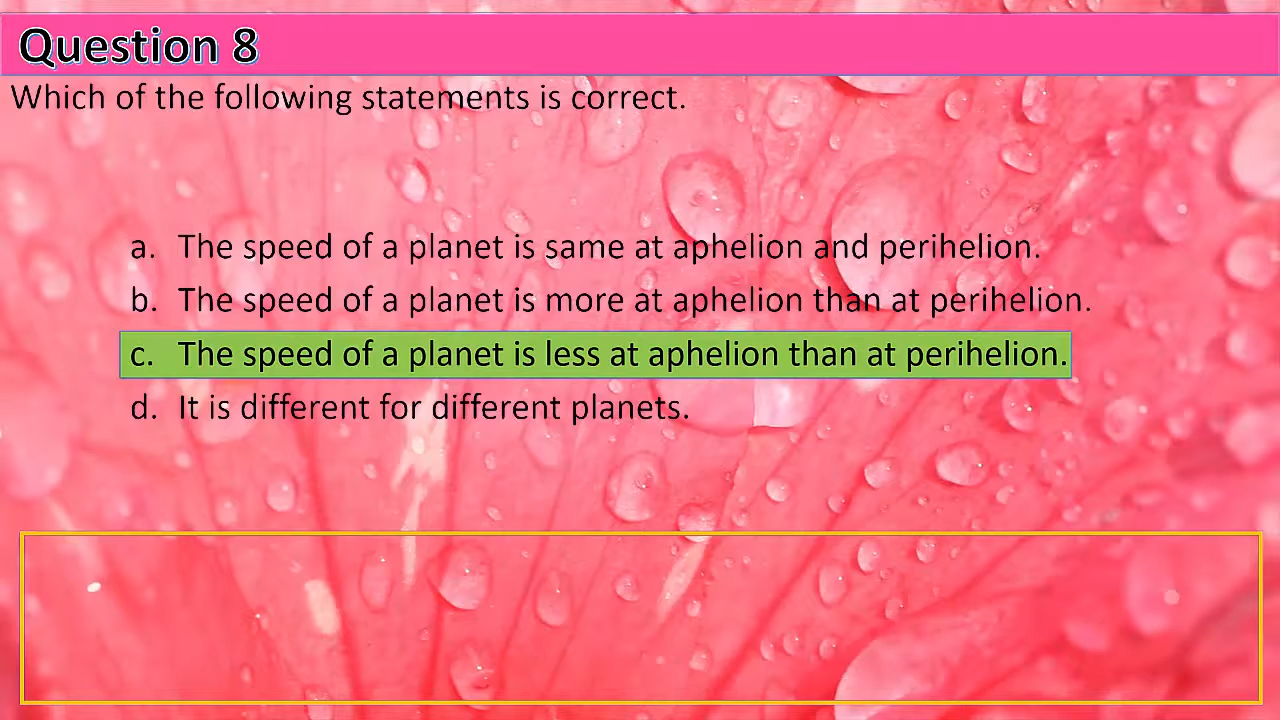 Question 8
Which of the following statements is correct.
a. The speed of a planet is same at aphelion and perihelion.
b. The speed of a planet is more at aphelion than at perihelion.
c. The speed of a planet is less at aphelion than at perihelion.
d. It is different for different planets.